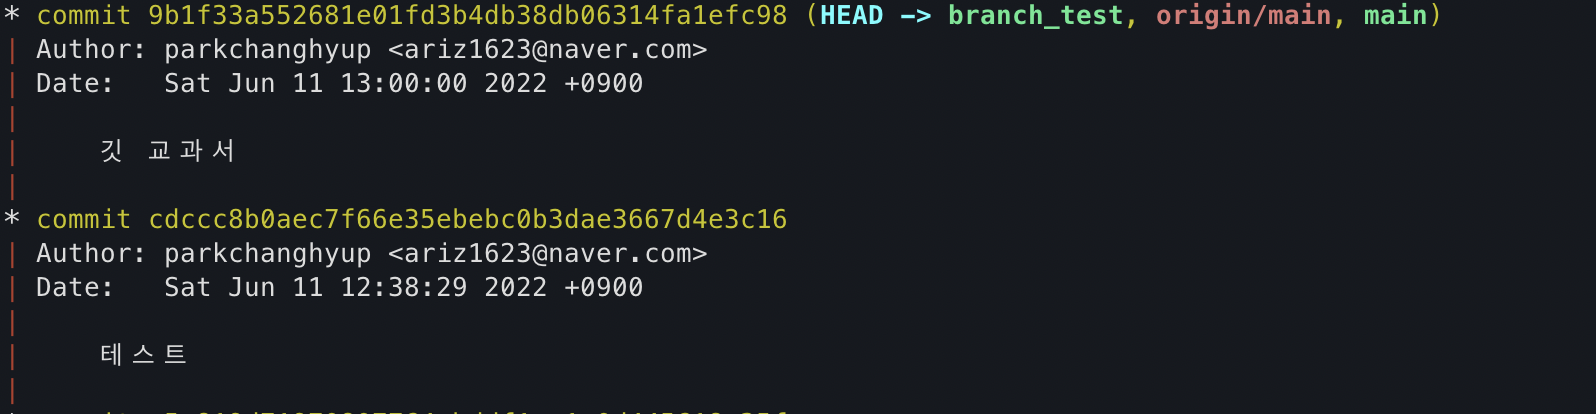 * commit 9b1f33a552681e01fd3b4db38db06314fa1efc98 (HEAD -> branch_test, origin/main, main)
| Author: parkchanghyup <ariz1623@naver.com>
| Date:   Sat Jun 11 13:00:00 2022 +0900
|
|     깃 교과서
|
* commit cdccc8b0aec7f66e35ebebc0b3dae3667d4e3c16
| Author: parkchanghyup <ariz1623@naver.com>
| Date:   Sat Jun 11 12:38:29 2022 +0900
|
|     테스트
|